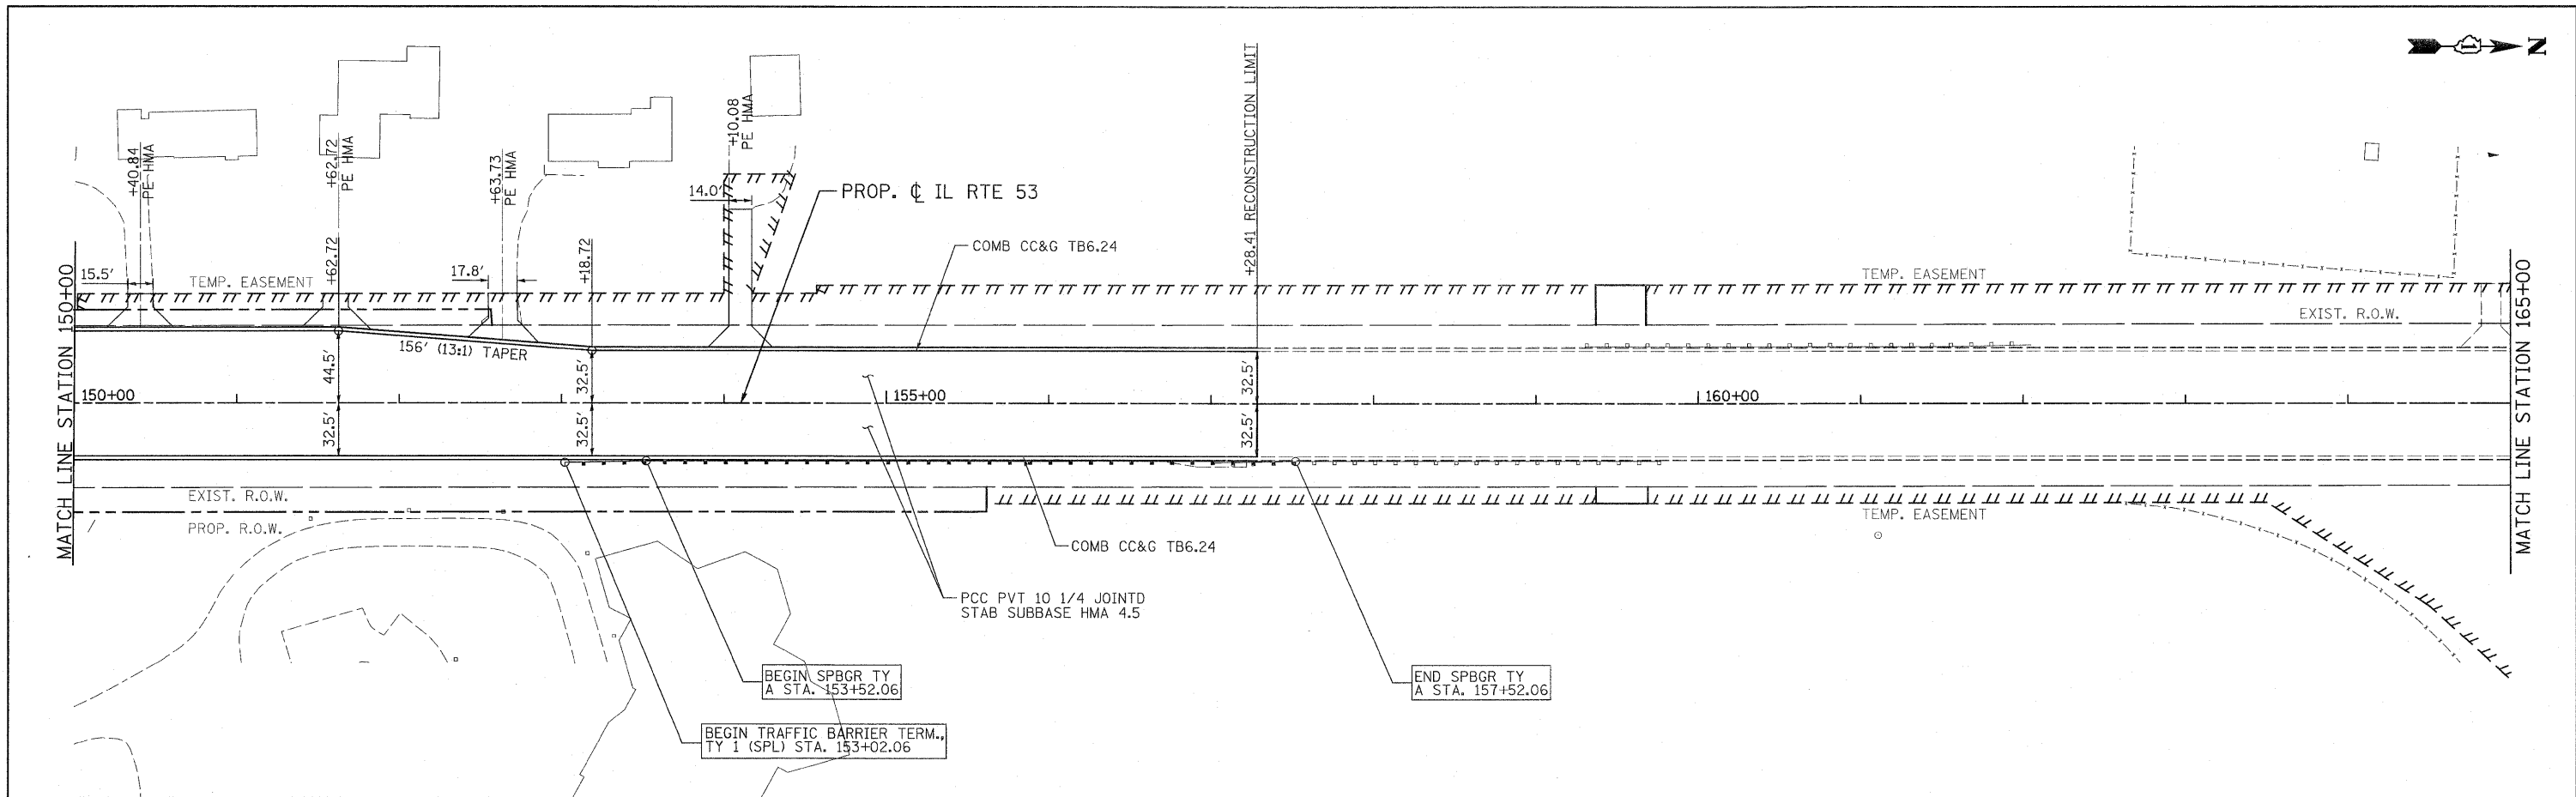 N
+40.84
PE HMA
+62.72
PE HMA
+63.73
PE HMA
+10.08
PE HMA
+28.41 RECONSTRUCTION LIMIT
14.0'
PROP. ℄ IL RTE 53
COMB CC&G TB6.24
+62.72
+18.72
15.5'
TEMP. EASEMENT
17.8'
TEMP. EASEMENT
EXIST. R.O.W.
MATCH LINE STATION 150+00
MATCH LINE STATION 165+00
156' (13:1) TAPER
44.5'
32.5'
32.5'
150+00
155+00
160+00
32.5'
32.5'
32.5'
EXIST. R.O.W.
PROP. R.O.W.
TEMP. EASEMENT
COMB CC&G TB6.24
PCC PVT 10 1/4 JOINTD
STAB SUBBASE HMA 4.5
BEGIN SPBGR TY
A STA. 153+52.06
END SPBGR TY
A STA. 157+52.06
BEGIN TRAFFIC BARRIER TERM.,
TY 1 (SPL) STA. 153+02.06